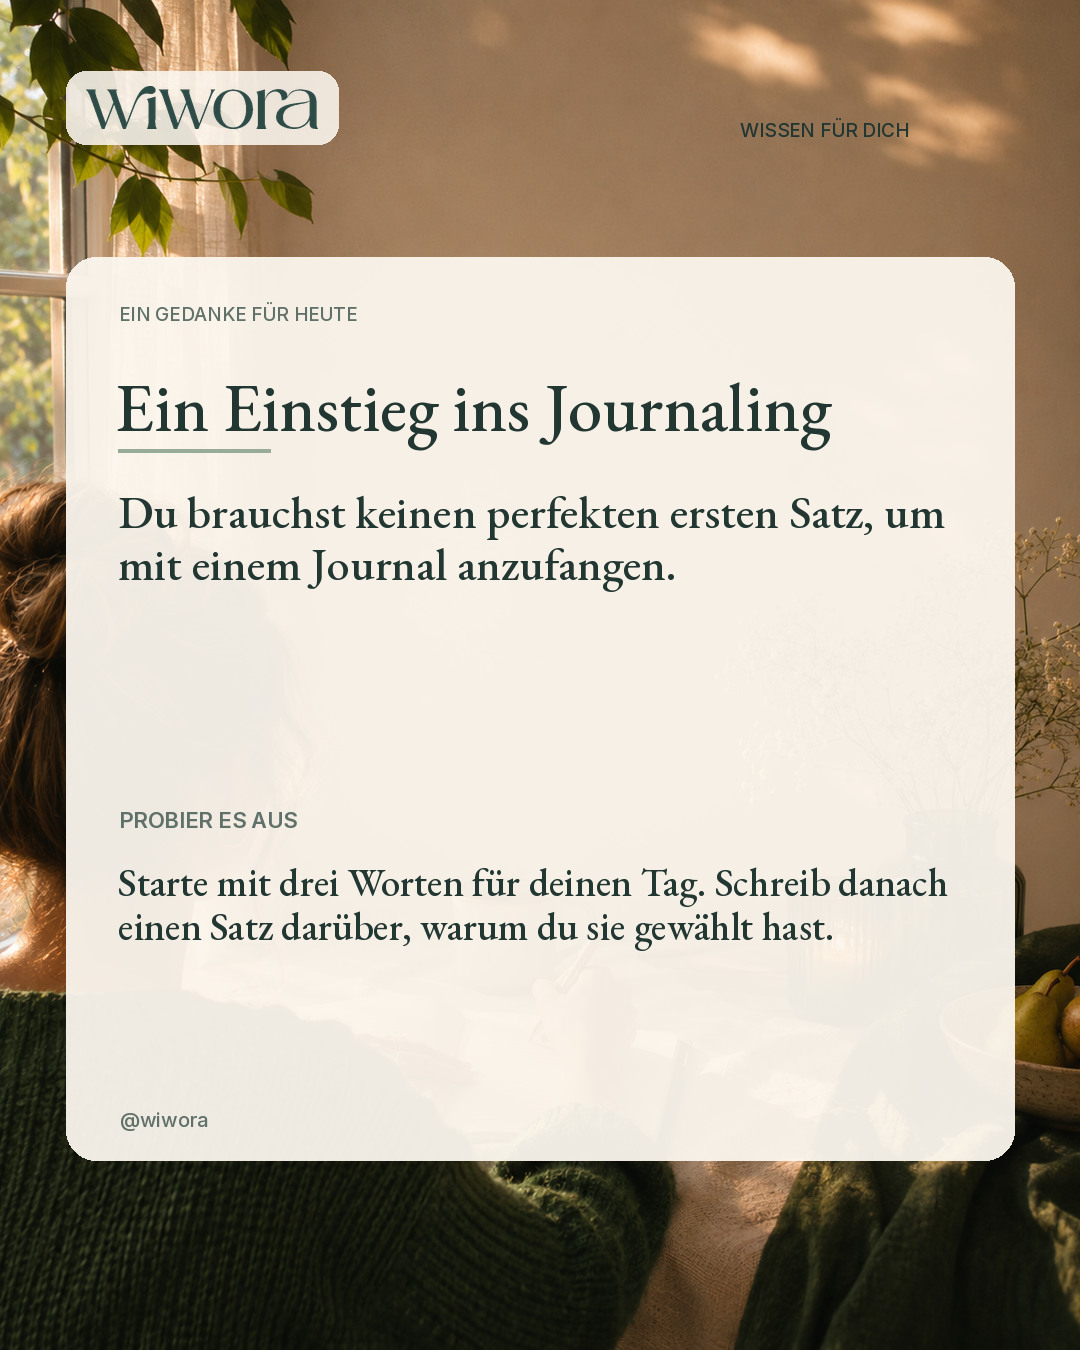 wiwora
WISSEN FÜR DICH
EIN GEDANKE FÜR HEUTE
Ein Einstieg ins Journaling
Du brauchst keinen perfekten ersten Satz, um
mit einem Journal anzufangen.
PROBIER ES AUS
Starte mit drei Worten für deinen Tag. Schreib danach
einen Satz darüber, warum du sie gewählt hast.
@wiwora